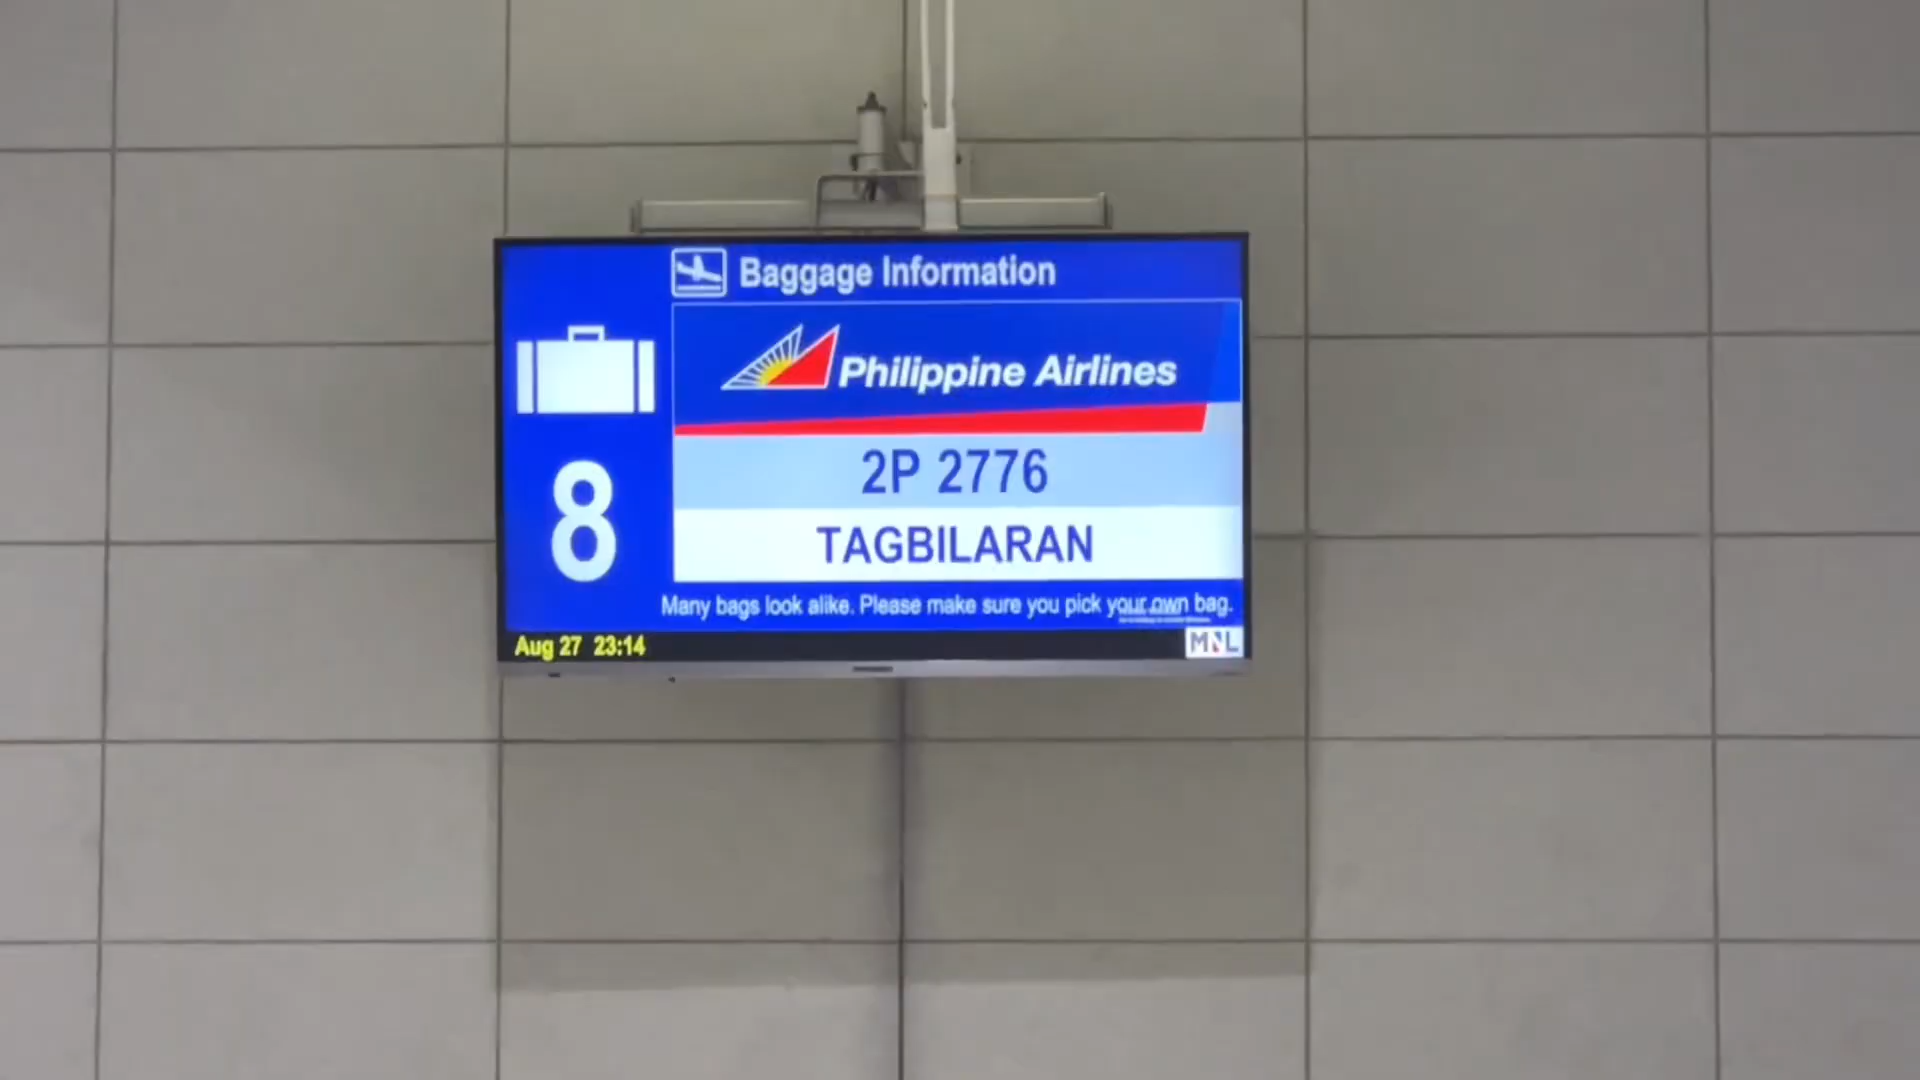 Baggage Information
Philippine Airlines
8
2P 2776
TAGBILARAN
Many bags look alike. Please make sure you pick your own bag.
Aug 27 23:14
MNL